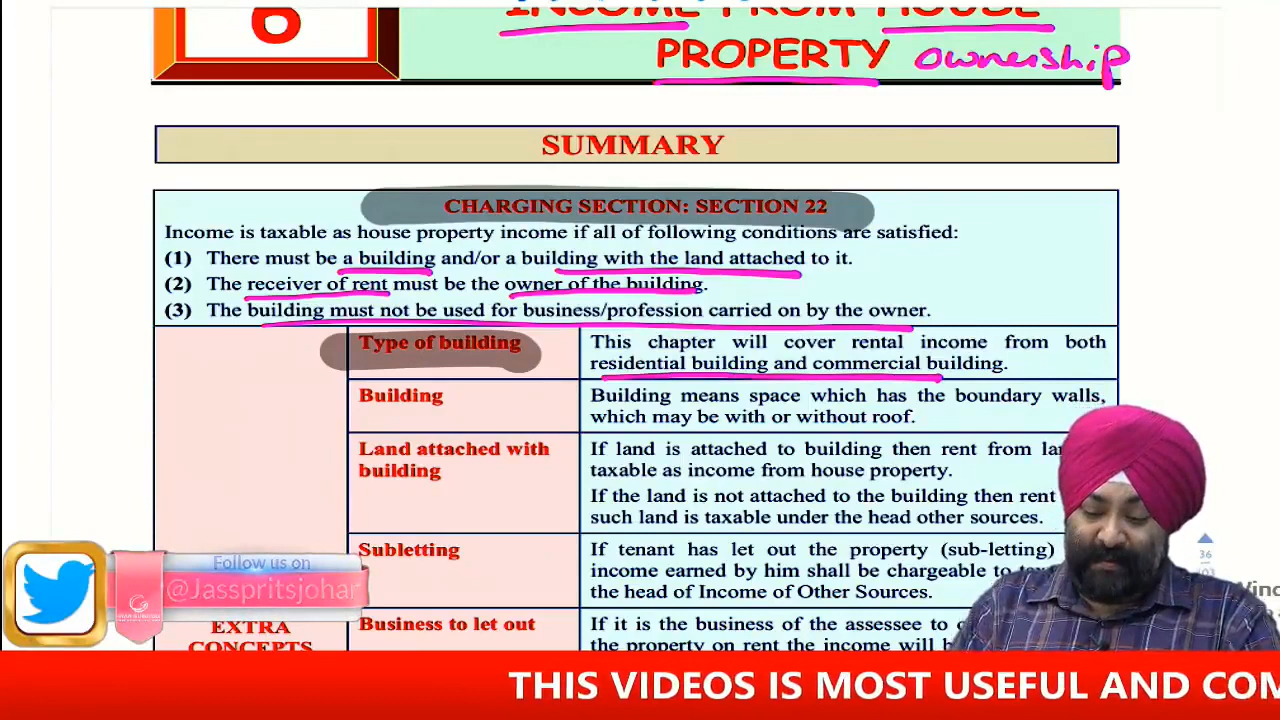 6
INCOME FROM HOUSE
PROPERTY ownership
SUMMARY
CHARGING SECTION: SECTION 22
Income is taxable as house property income if all of following conditions are satisfied:
(1) There must be a building and/or a building with the land attached to it.
(2) The receiver of rent must be the owner of the building.
(3) The building must not be used for business/profession carried on by the owner.
Type of building
This chapter will cover rental income from both
residential building and commercial building.
Building
Building means space which has the boundary walls,
which may be with or without roof.
Land attached with
building
If land is attached to building then rent from
taxable as income from house property.
If the land is not attached to the building then rent
such land is taxable under the head other sources.
Subletting
If tenant has let out the property (sub-letting)
income earned by him shall be chargeable to
the head of Income of Other Sources.
EXTRA
CONCEPTS
Business to let out
If it is the business of the assessee to
the property on rent the income will
Follow us on
@Jasspritsjohar
36
THIS VIDEOS IS MOST USEFUL AND COM